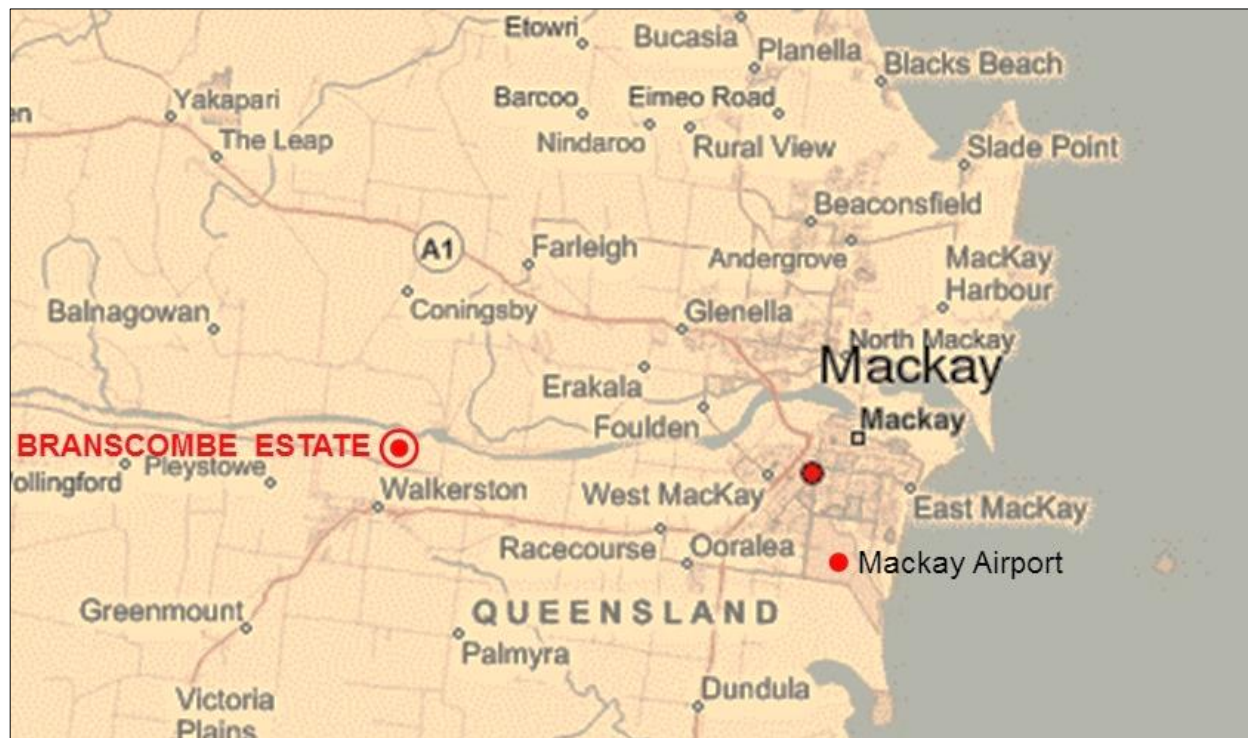 Etowri
Bucasia
Planella
Blacks Beach
Yakapari
Barcoo
Eimeo Road
en
The Leap
Nindaroo
Rural View
Slade Point
Beaconsfield
A1
Farleigh
Andergrove
MacKay
Harbour
Balnagowan
Coningsby
Glenella
North Mackay
Mackay
Erakala
Foulden
Mackay
BRANSCOMBE ESTATE
ollingford
Pleystowe
Walkerston
West MacKay
East MacKay
Racecourse
Ooralea
Mackay Airport
Greenmount
QUEENSLAND
Palmyra
Victoria
Plains
Dundula